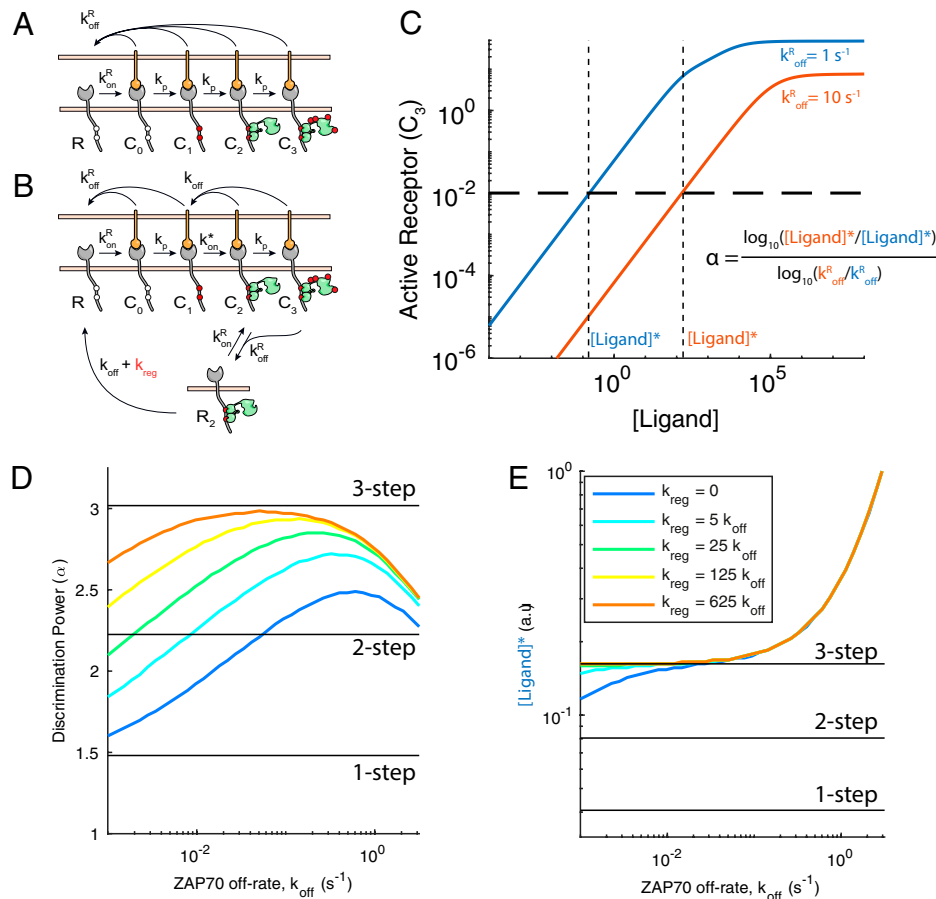 A
k^R_off
k^R_on k_p k_p k_p
R C_0 C_1 C_2 C_3
B
k^R_off k_off
k^R_on k_p k*_on k_p
R C_0 C_1 C_2 C_3
k^R_on k^R_off
k_off + k_reg
R_2
C
Active Receptor (C_3)
10^0
10^-2
10^-4
10^-6
k^R_off = 1 s^-1
k^R_off = 10 s^-1
α = log_10([Ligand]*/[Ligand]*) / log_10(k^R_off/k^R_off)
[Ligand]* [Ligand]*
10^0 10^5
[Ligand]
D
Discrimination Power (α)
3
2.5
2
1.5
1
3-step
2-step
1-step
10^-2 10^0
ZAP70 off-rate, k_off (s^-1)
E
[Ligand]* (a.u)
10^0
10^-1
k_reg = 0
k_reg = 5 k_off
k_reg = 25 k_off
k_reg = 125 k_off
k_reg = 625 k_off
3-step
2-step
1-step
10^-2 10^0
ZAP70 off-rate, k_off (s^-1)